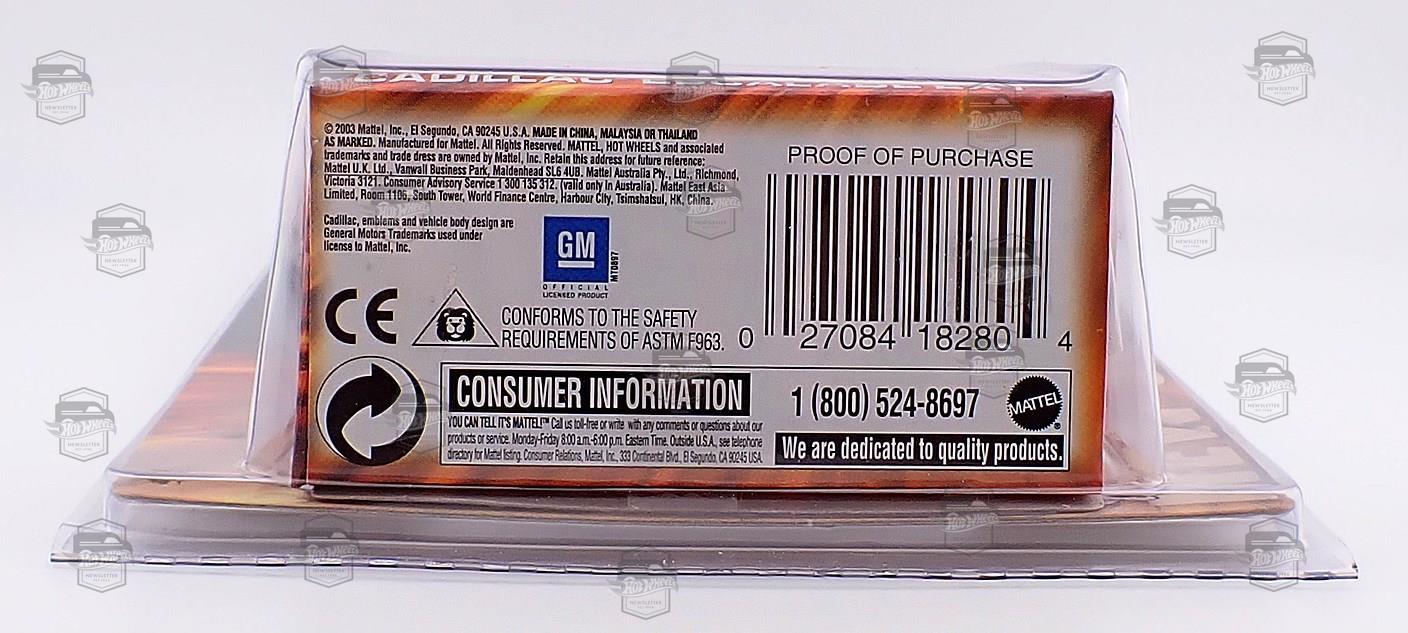 CADILLAC ESCALADE EXT
© 2003 Mattel, Inc., El Segundo, CA 90245 U.S.A. MADE IN CHINA, MALAYSIA OR THAILAND
AS MARKED. Manufactured for Mattel. All Rights Reserved. MATTEL, HOT WHEELS and associated
trademarks and trade dress are owned by Mattel, Inc. Retain this address for future reference:
Mattel U.K. Ltd., Vanwall Business Park, Maidenhead SL6 4UB. Mattel Australia Pty., Ltd., Richmond,
Victoria 3121. Consumer Advisory Service 1 300 135 312. (valid only in Australia). Mattel East Asia
Limited, Room 1106, South Tower, World Finance Centre, Harbour City, Tsimshatsui, HK, China.
Cadillac, emblems and vehicle body design are
General Motors Trademarks used under
license to Mattel, Inc.
GM
OFFICIAL
LICENSED PRODUCT
MT0897
PROOF OF PURCHASE
0 27084 18280 4
CE
CONFORMS TO THE SAFETY
REQUIREMENTS OF ASTM F963.
CONSUMER INFORMATION
YOU CAN TELL IT'S MATTEL!™ Call us toll-free or write with any comments or questions about our
products or service. Monday-Friday 8:00 a.m.-6:00 p.m. Eastern Time. Outside U.S.A., see telephone
directory for Mattel listing. Consumer Relations, Mattel, Inc., 333 Continental Blvd., El Segundo, CA 90245 USA.
1 (800) 524-8697
MATTEL
®
We are dedicated to quality products.
HOT WHEELS
NEWSLETTER